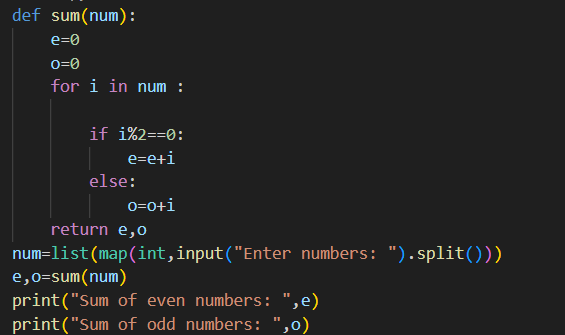 def sum(num):
    e=0
    o=0
    for i in num :

        if i%2==0:
            e=e+i
        else:
            o=o+i
    return e,o
num=list(map(int,input("Enter numbers: ").split()))
e,o=sum(num)
print("Sum of even numbers: ",e)
print("Sum of odd numbers: ",o)